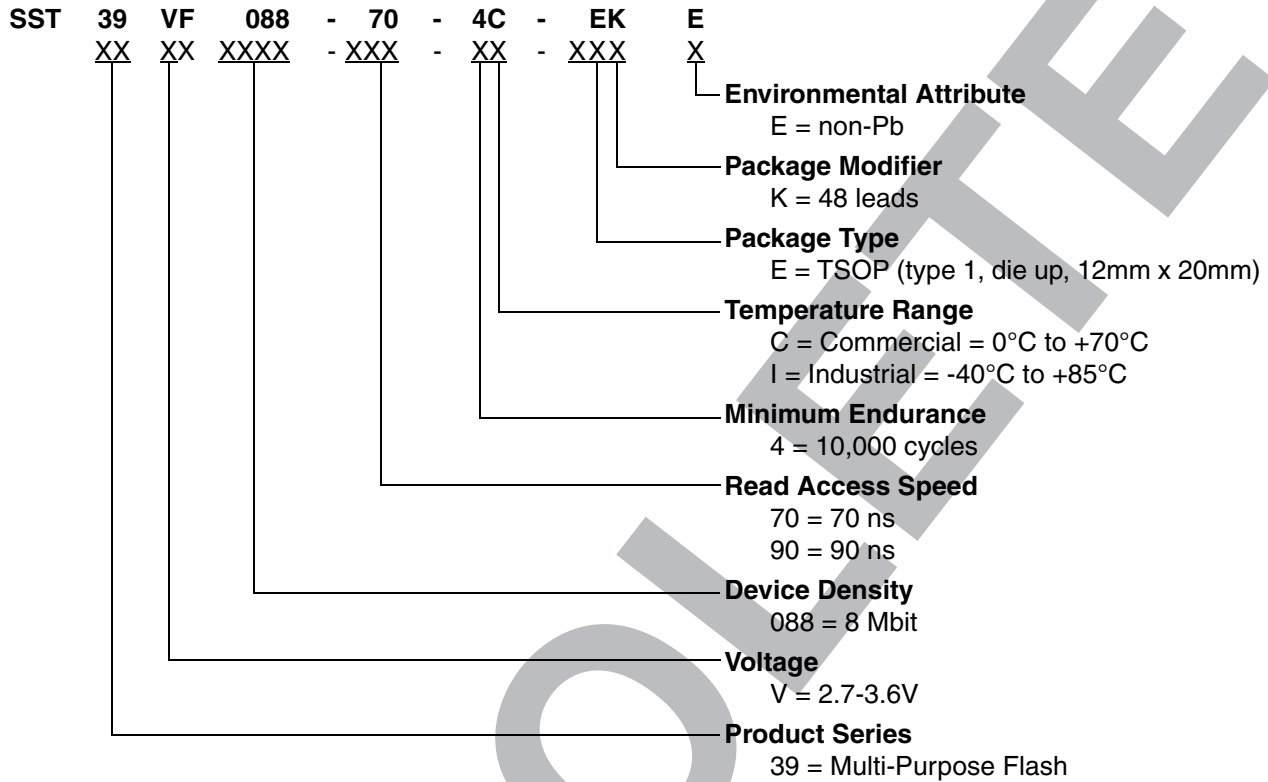 SST 39 VF 088 - 70 - 4C - EK E
XX XX XXXX - XXX - XX - XXX X
Environmental Attribute
E = non-Pb
Package Modifier
K = 48 leads
Package Type
E = TSOP (type 1, die up, 12mm x 20mm)
Temperature Range
C = Commercial = 0°C to +70°C
I = Industrial = -40°C to +85°C
Minimum Endurance
4 = 10,000 cycles
Read Access Speed
70 = 70 ns
90 = 90 ns
Device Density
088 = 8 Mbit
Voltage
V = 2.7-3.6V
Product Series
39 = Multi-Purpose Flash
OLETE